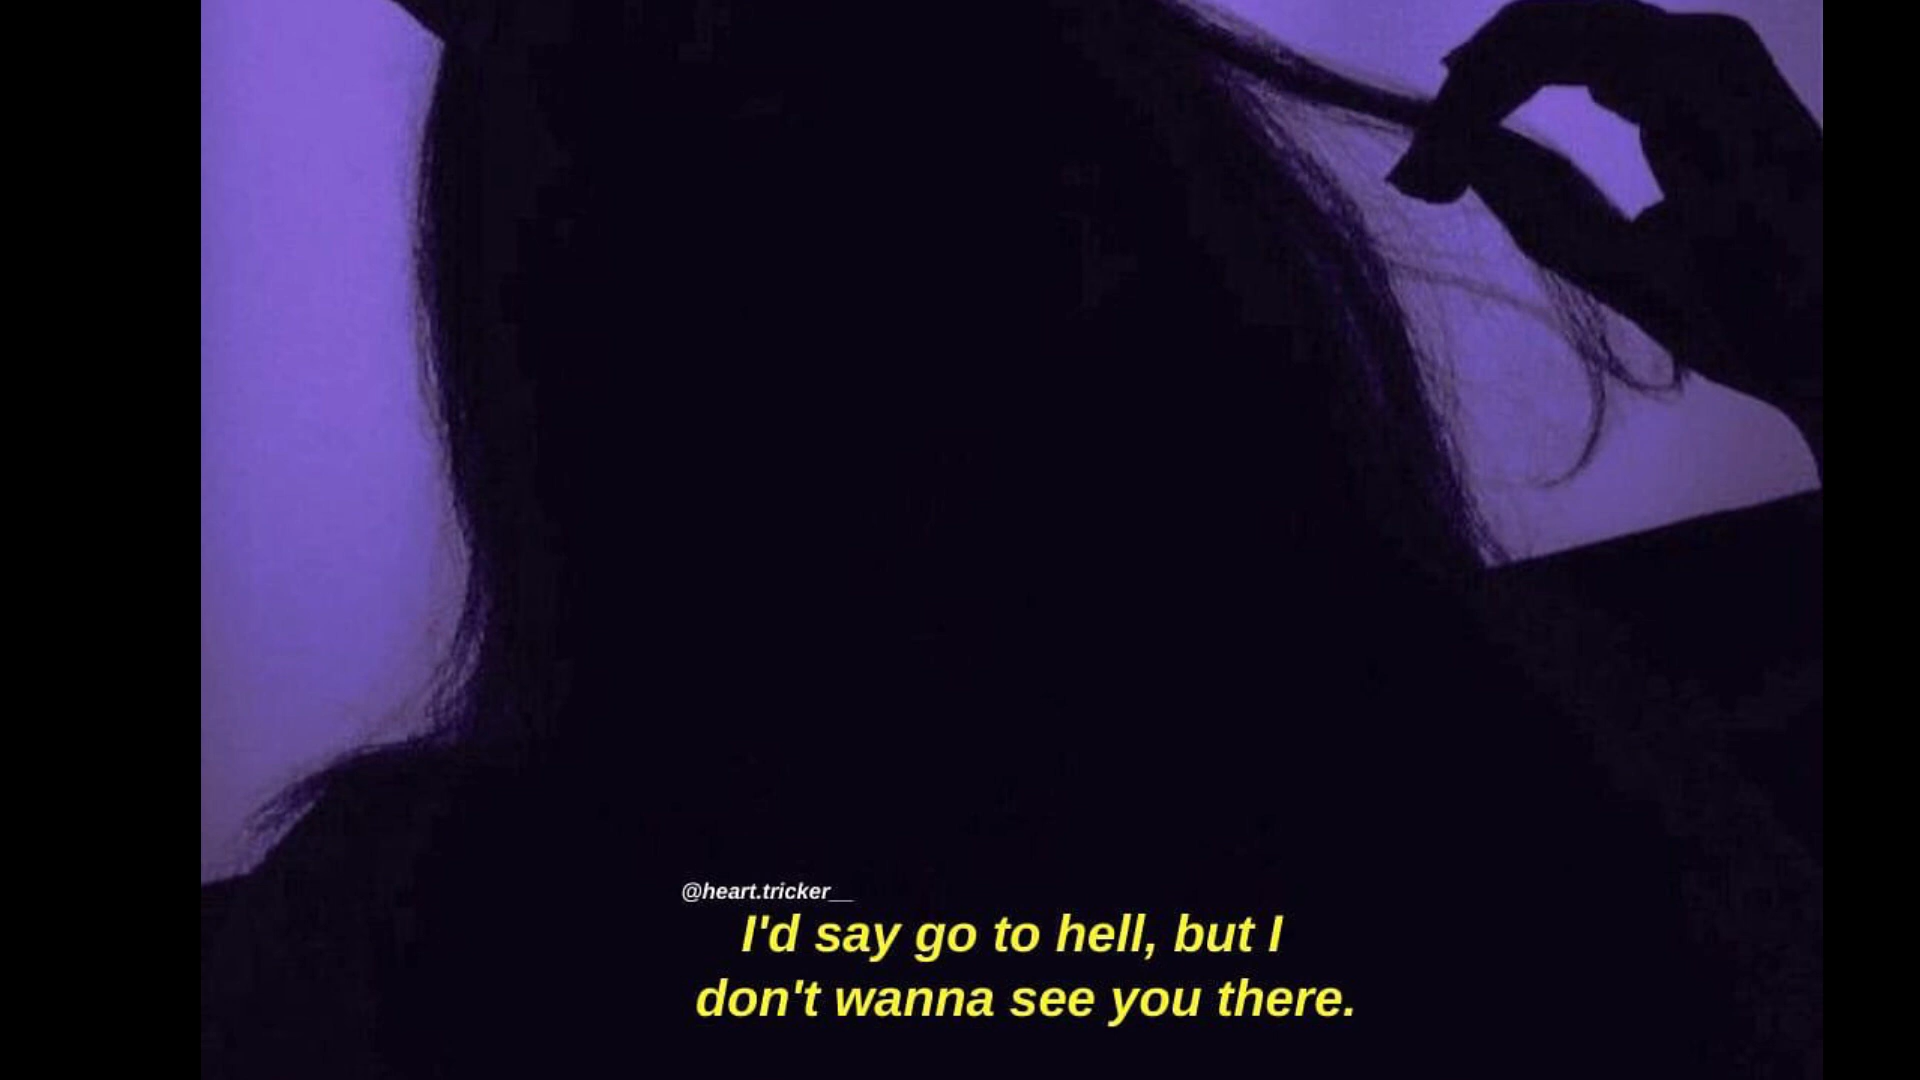 @heart.tricker__
I'd say go to hell, but I
don't wanna see you there.